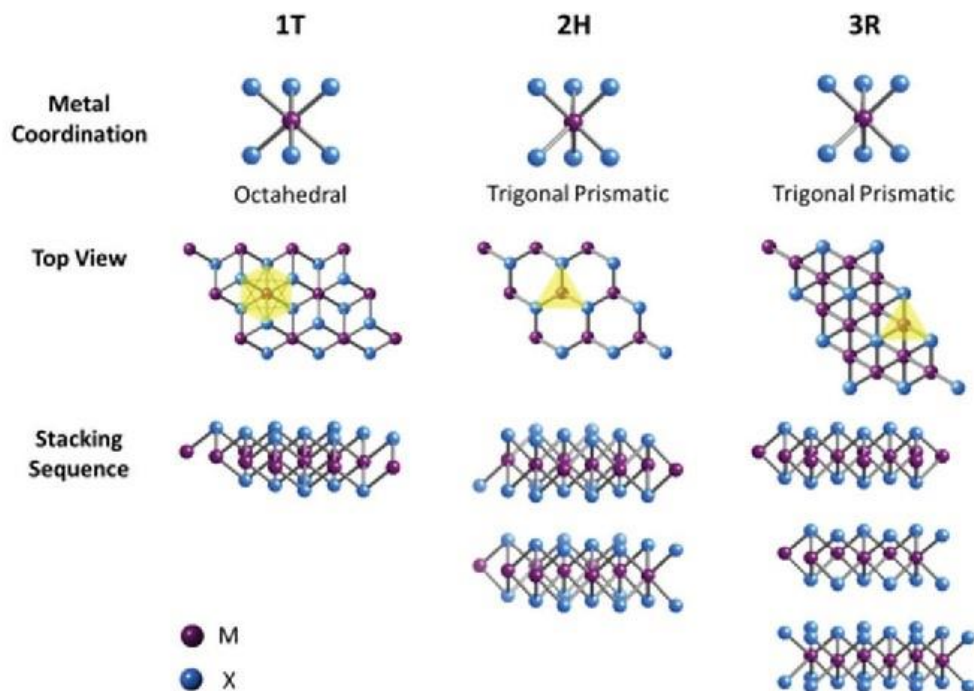 1T
2H
3R
Metal
Coordination
Octahedral
Trigonal Prismatic
Trigonal Prismatic
Top View
Stacking
Sequence
M
X